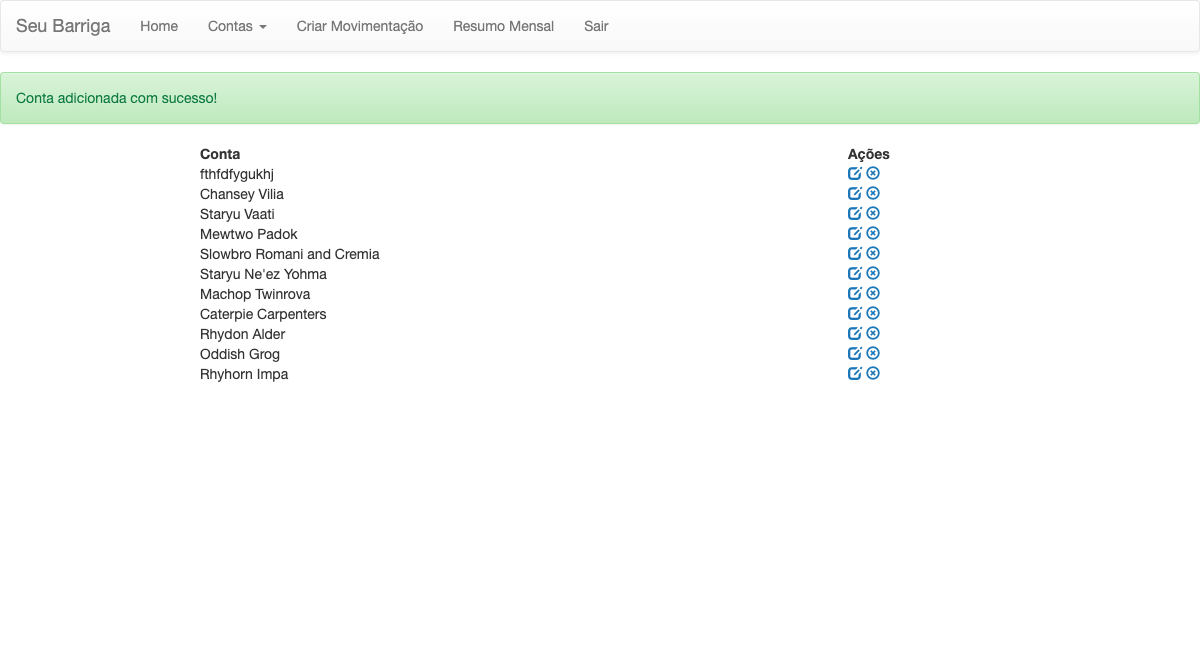 Seu Barriga Home Contas Criar Movimentação Resumo Mensal Sair
Conta adicionada com sucesso!
Conta Ações
fthfdfygukhj
Chansey Vilia
Staryu Vaati
Mewtwo Padok
Slowbro Romani and Cremia
Staryu Ne'ez Yohma
Machop Twinrova
Caterpie Carpenters
Rhydon Alder
Oddish Grog
Rhyhorn Impa